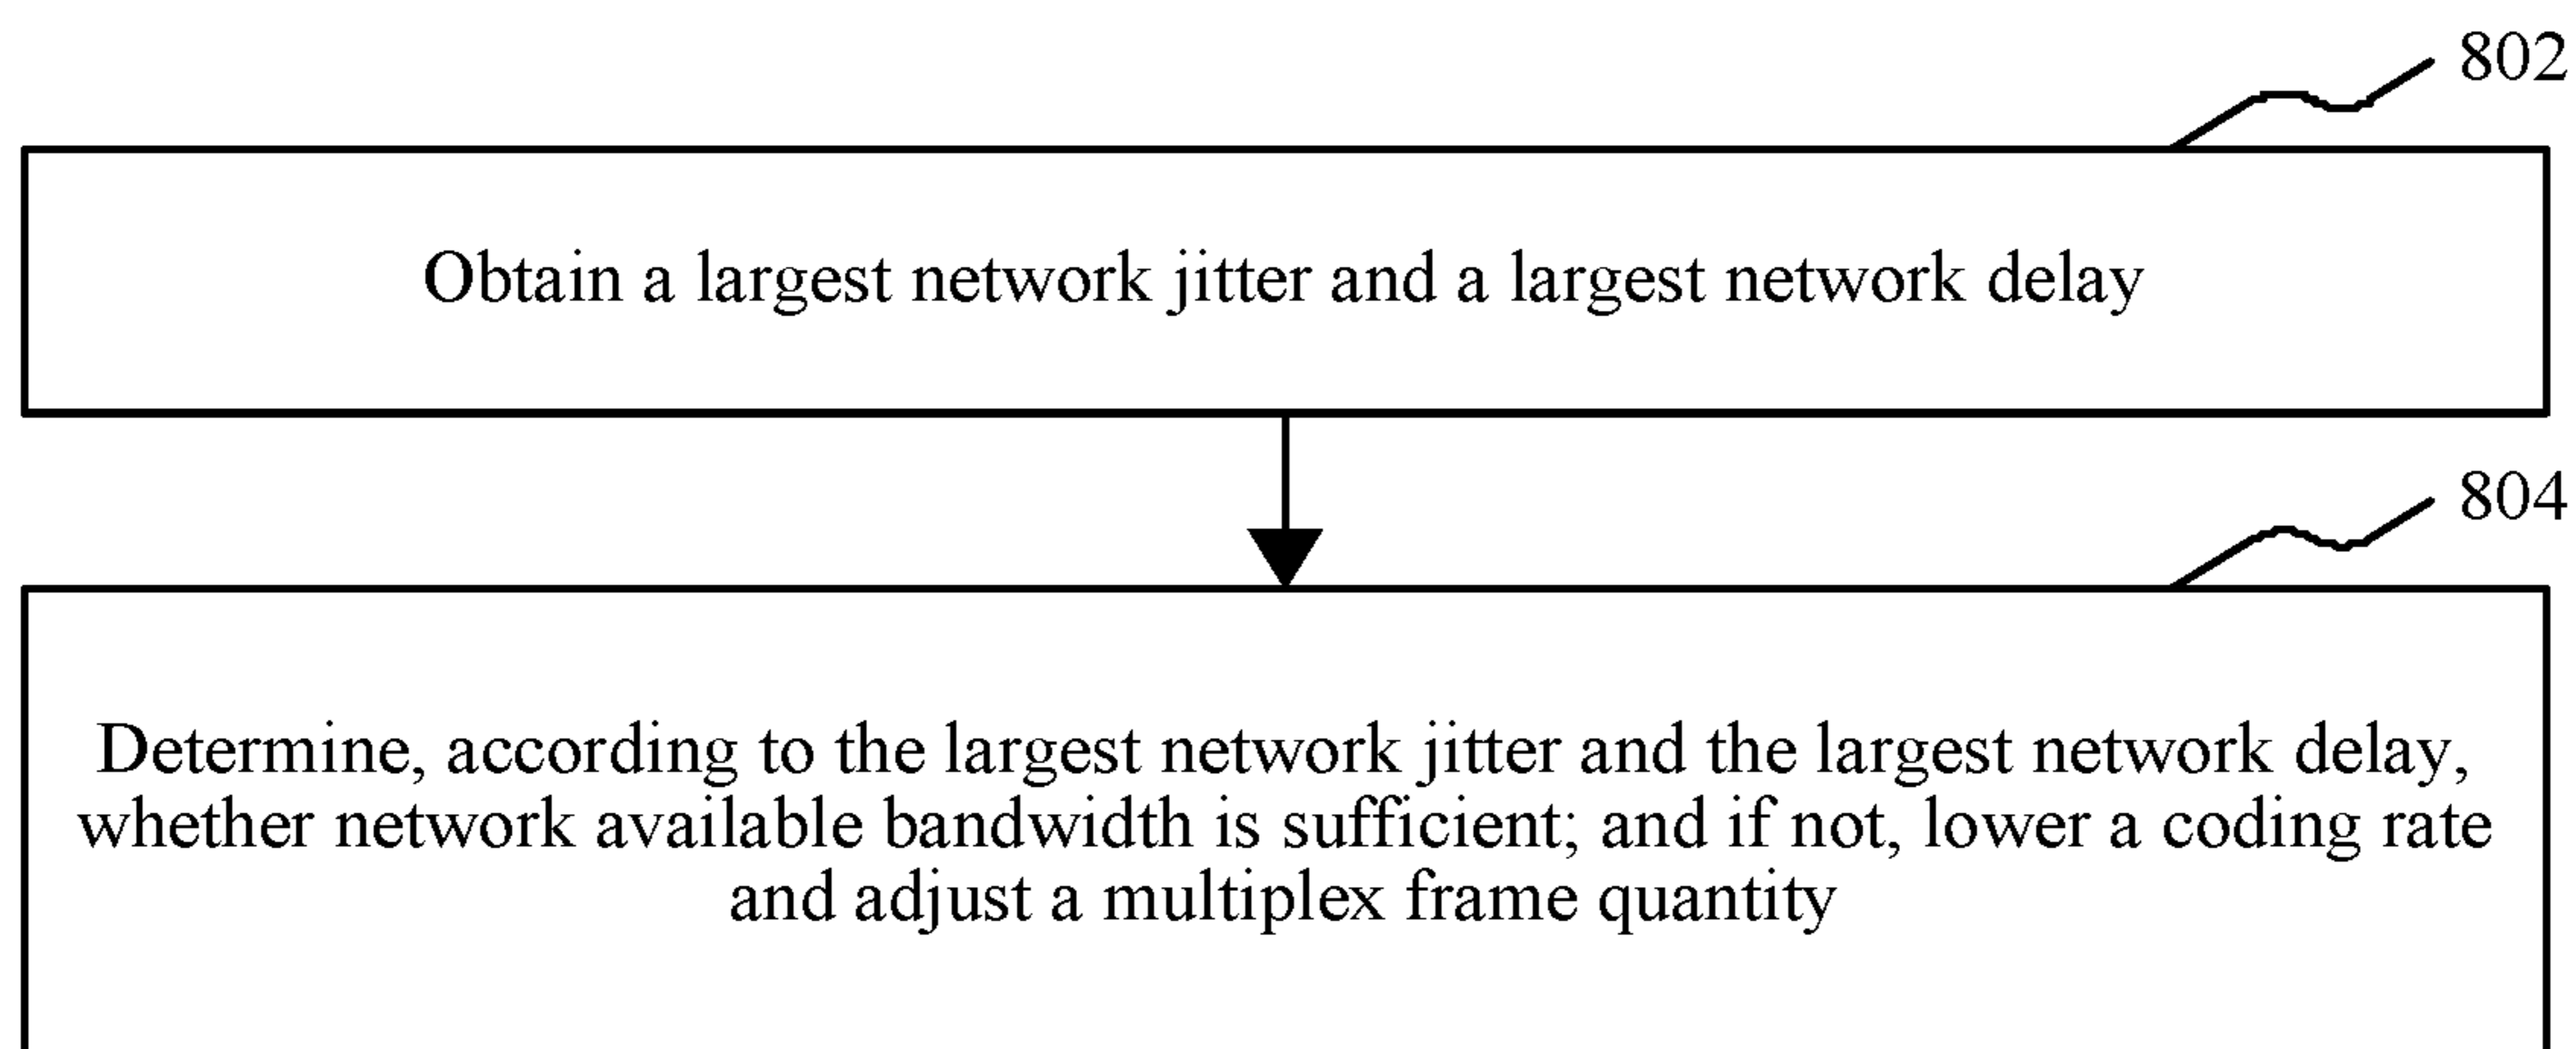 802
Obtain a largest network jitter and a largest network delay
804
Determine, according to the largest network jitter and the largest network delay,
whether network available bandwidth is sufficient; and if not, lower a coding rate
and adjust a multiplex frame quantity